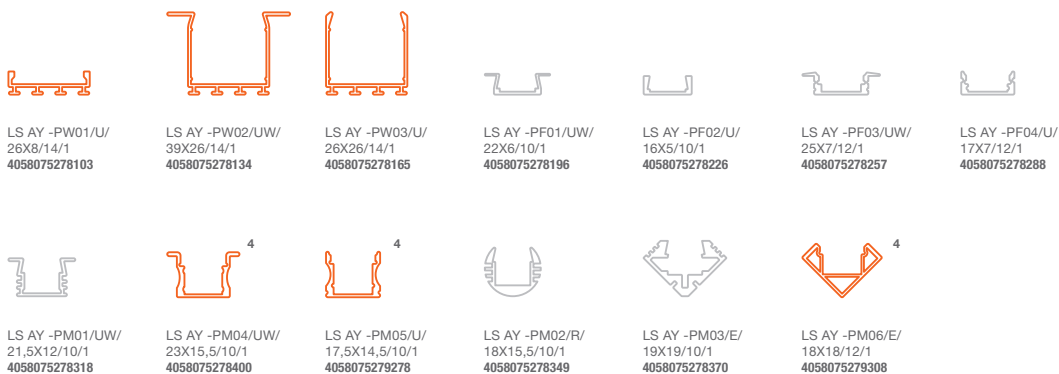 LS AY -PW01/U/
26X8/14/1
4058075278103
LS AY -PW02/UW/
39X26/14/1
4058075278134
LS AY -PW03/U/
26X26/14/1
4058075278165
LS AY -PF01/UW/
22X6/10/1
4058075278196
LS AY -PF02/U/
16X5/10/1
4058075278226
LS AY -PF03/UW/
25X7/12/1
4058075278257
LS AY -PF04/U/
17X7/12/1
4058075278288
LS AY -PM01/UW/
21,5X12/10/1
4058075278318
4
LS AY -PM04/UW/
23X15,5/10/1
4058075278400
4
LS AY -PM05/U/
17,5X14,5/10/1
4058075279278
LS AY -PM02/R/
18X15,5/10/1
4058075278349
LS AY -PM03/E/
19X19/10/1
4058075278370
4
LS AY -PM06/E/
18X18/12/1
4058075279308